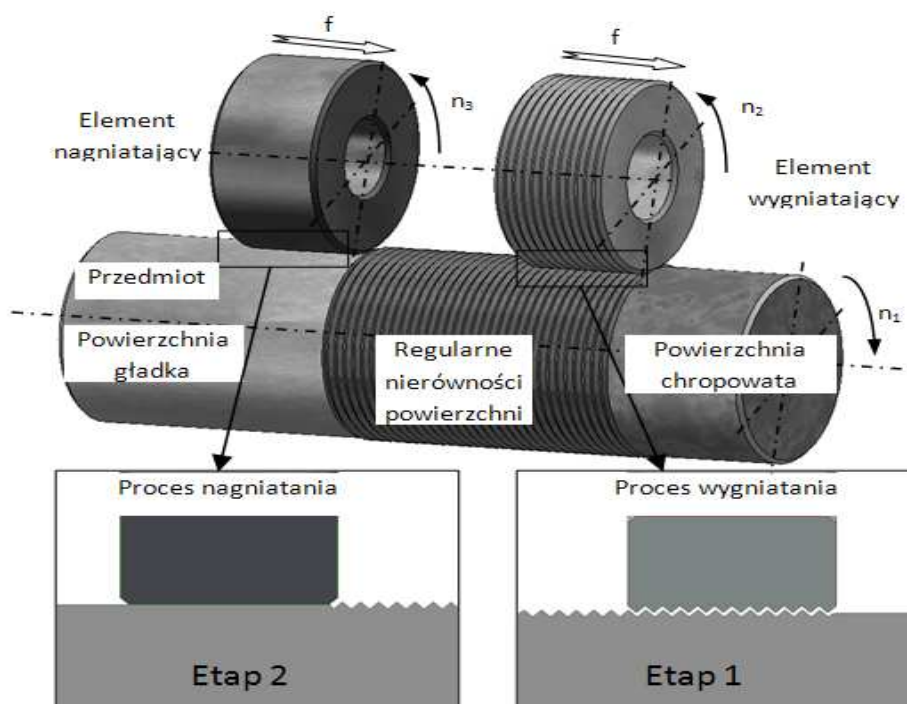 f
f
n₃
n₂
Element
nagniatający
Element
wygniatający
Przedmiot
n₁
Powierzchnia
gładka
Regularne
nierówności
powierzchni
Powierzchnia
chropowata
Proces nagniatania
Etap 2
Proces wygniatania
Etap 1